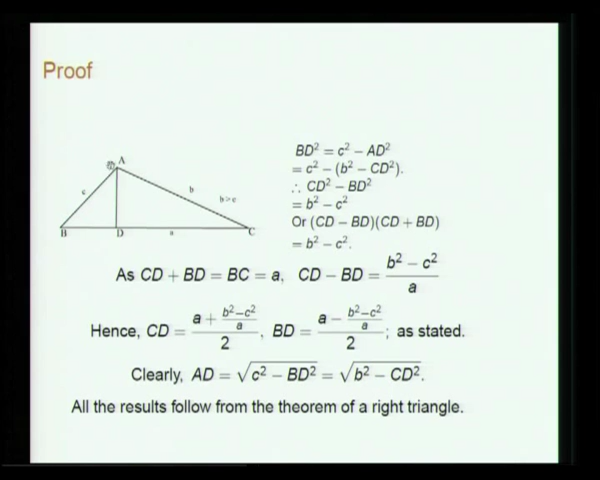 Proof
A
c
b
b>c
B
D
a
C
BD² = c² − AD²
= c² − (b² − CD²).
∴ CD² − BD²
= b² − c²
Or (CD − BD)(CD + BD)
= b² − c².
As CD + BD = BC = a, CD − BD = (b² − c²)/a
Hence, CD = (a + (b²−c²)/a)/2, BD = (a − (b²−c²)/a)/2; as stated.
Clearly, AD = √(c² − BD²) = √(b² − CD²).
All the results follow from the theorem of a right triangle.